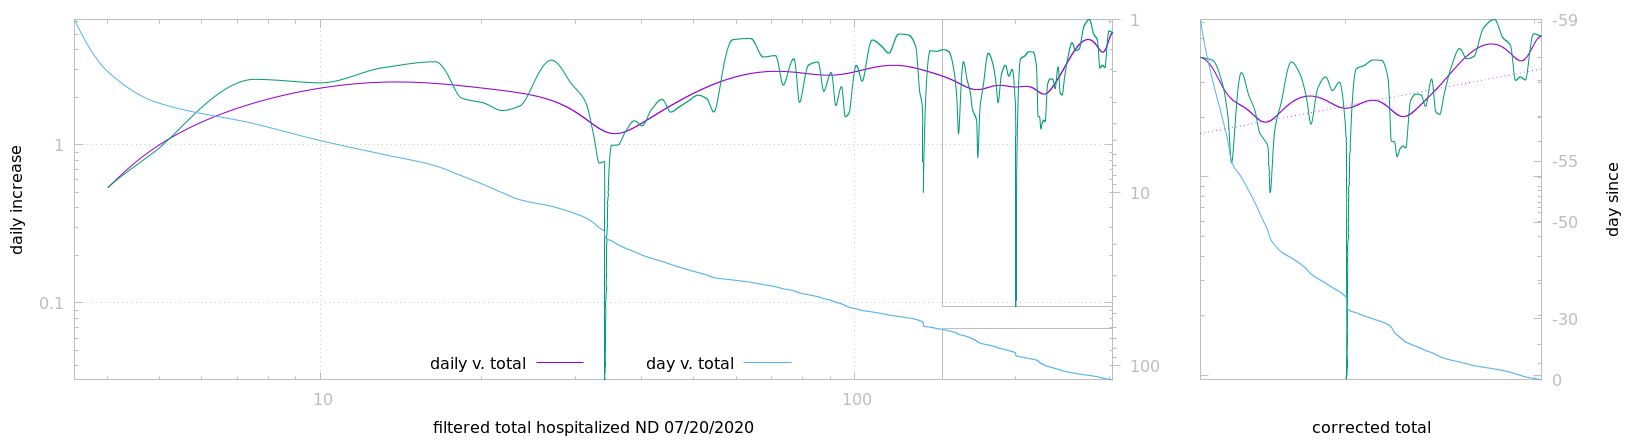 daily increase
1
0.1
10
100
1
10
100
daily v. total
day v. total
filtered total hospitalized ND 07/20/2020
-59
-55
-50
-30
0
day since
corrected total